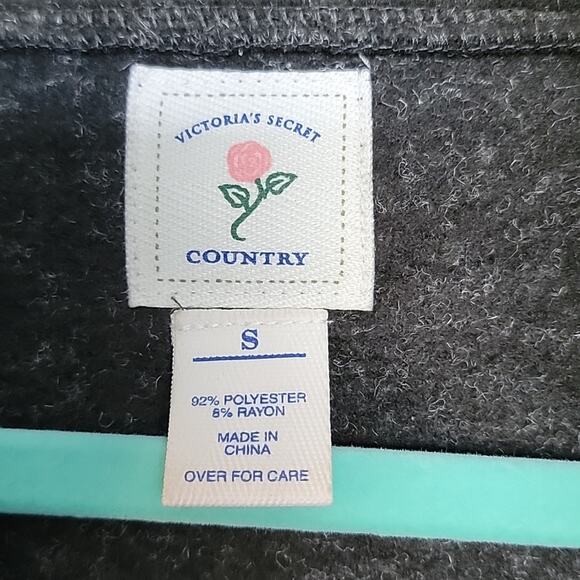 VICTORIA'S SECRET
COUNTRY
S
92% POLYESTER
8% RAYON
MADE IN
CHINA
OVER FOR CARE